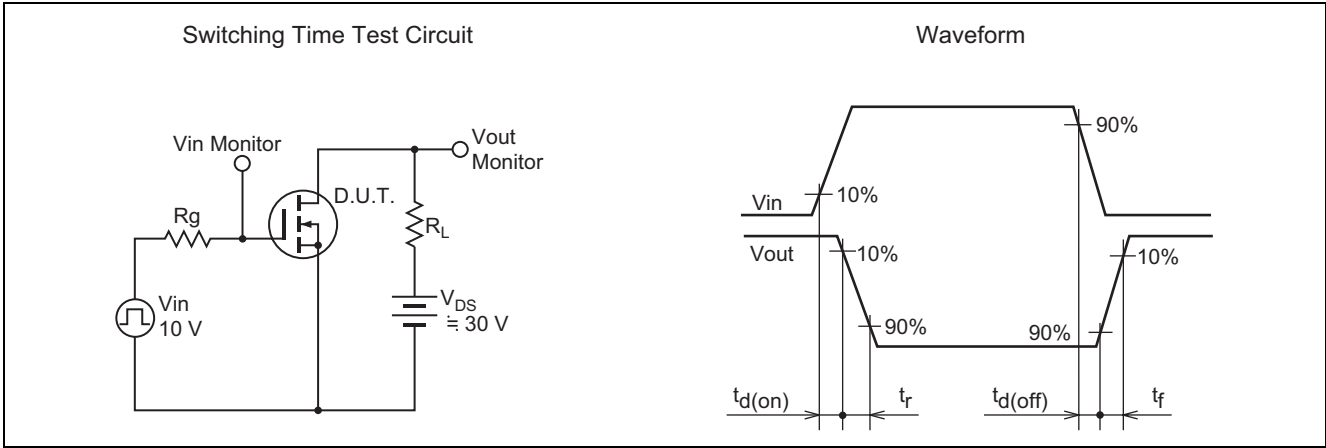 Switching Time Test Circuit
Vin Monitor
Vout
Monitor
D.U.T.
Rg
RL
Vin
10 V
VDS
≒ 30 V
Waveform
90%
Vin
10%
Vout
10%
10%
90%
90%
td(on)
tr
td(off)
tf